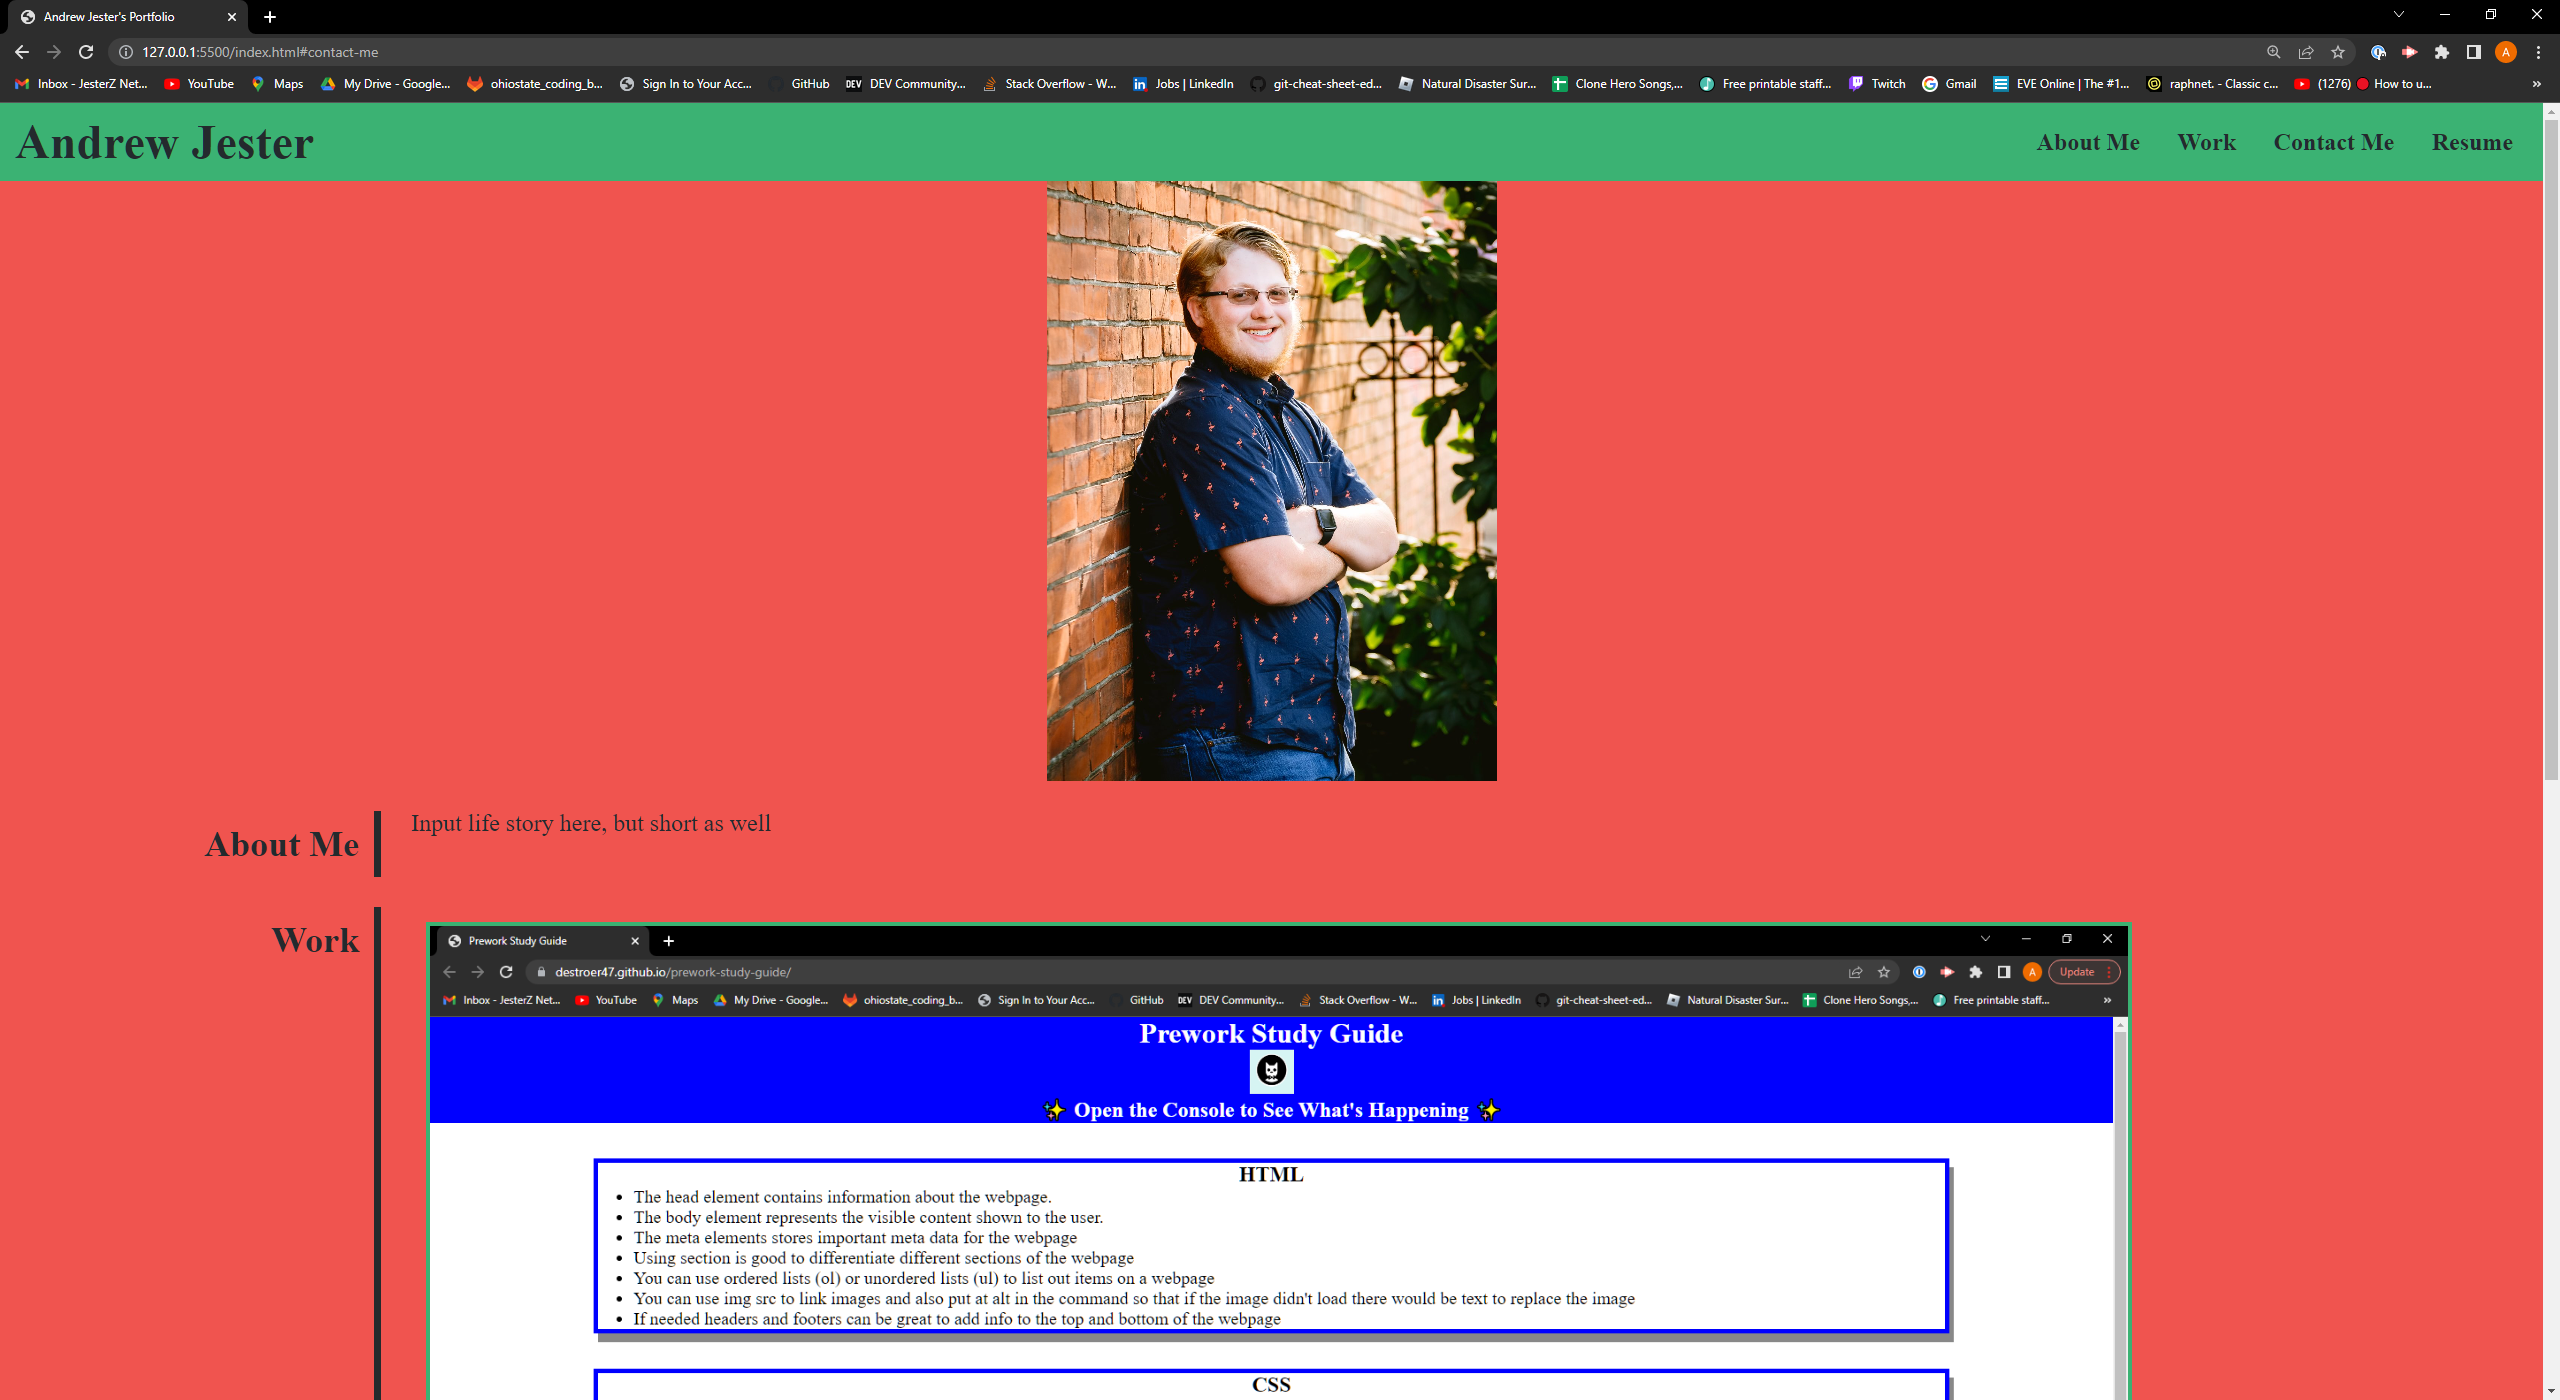 Andrew Jester's Portfolio
127.0.0.1:5500/index.html#contact-me
A
Inbox - JesterZ Net... YouTube Maps My Drive - Google... ohiostate_coding_b... Sign In to Your Acc... GitHub DEV DEV Community... Stack Overflow - W... in Jobs | LinkedIn git-cheat-sheet-ed... Natural Disaster Sur... Clone Hero Songs,... Free printable staff... Twitch Gmail EVE Online | The #1... raphnet. - Classic c... (1276) How to u... »
Andrew Jester
About Me Work Contact Me Resume
About Me
Input life story here, but short as well
Work
Prework Study Guide
destroer47.github.io/prework-study-guide/
A Update
Inbox - JesterZ Net... YouTube Maps My Drive - Google... ohiostate_coding_b... Sign In to Your Acc... GitHub DEV DEV Community... Stack Overflow - W... in Jobs | LinkedIn git-cheat-sheet-ed... Natural Disaster Sur... Clone Hero Songs,... Free printable staff... »
Prework Study Guide
✨ Open the Console to See What's Happening ✨
HTML
• The head element contains information about the webpage.
• The body element represents the visible content shown to the user.
• The meta elements stores important meta data for the webpage
• Using section is good to differentiate different sections of the webpage
• You can use ordered lists (ol) or unordered lists (ul) to list out items on a webpage
• You can use img src to link images and also put at alt in the command so that if the image didn't load there would be text to replace the image
• If needed headers and footers can be great to add info to the top and bottom of the webpage
CSS